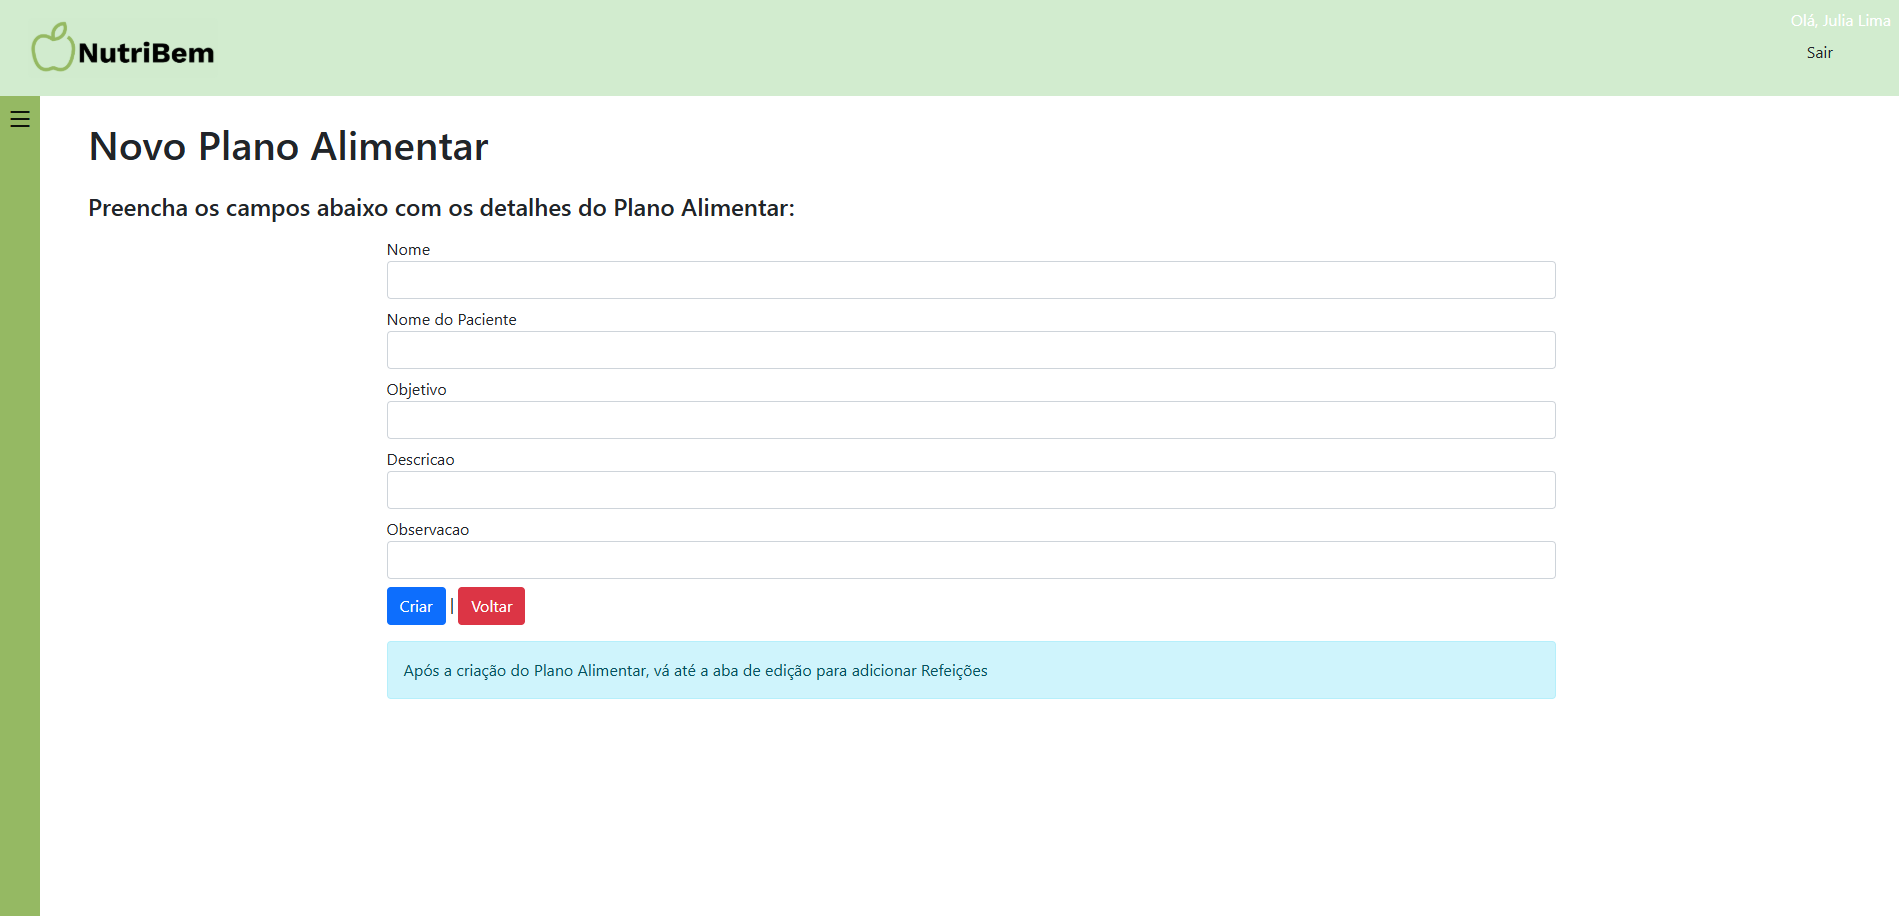 NutriBem
Olá, Julia Lima
Sair
Novo Plano Alimentar
Preencha os campos abaixo com os detalhes do Plano Alimentar:
Nome
Nome do Paciente
Objetivo
Descricao
Observacao
Criar | Voltar
Após a criação do Plano Alimentar, vá até a aba de edição para adicionar Refeições